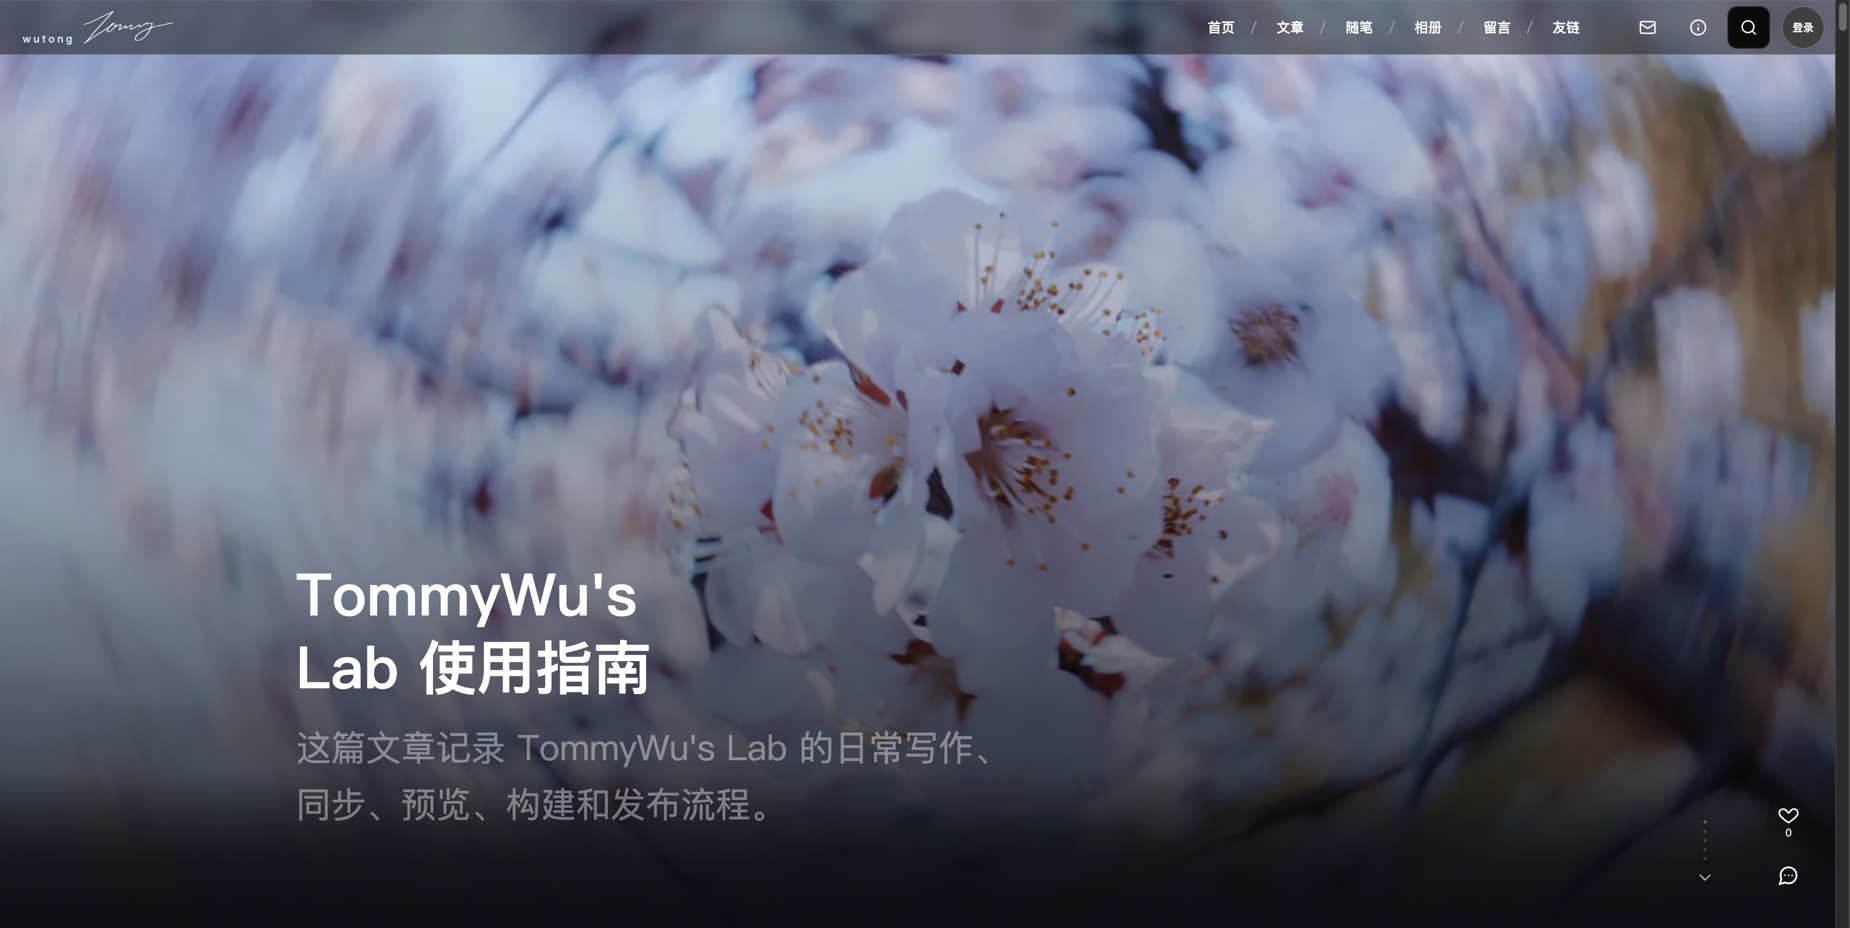 wutong Tommy
首页 / 文章 / 随笔 / 相册 / 留言 / 友链
登录
TommyWu's
Lab 使用指南
这篇文章记录 TommyWu's Lab 的日常写作、
同步、预览、构建和发布流程。
0